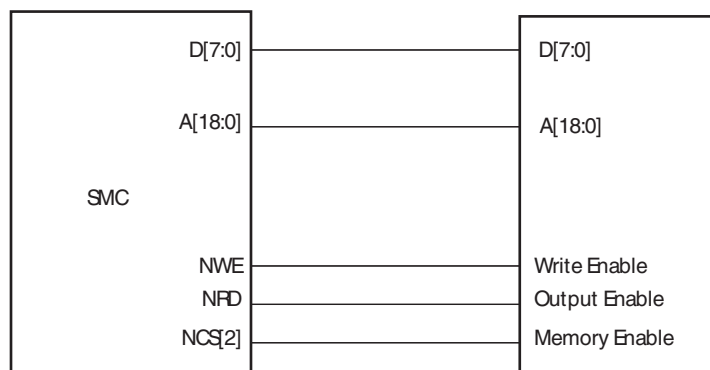 D[7:0] D[7:0]
A[18:0] A[18:0]
SMC
NWE Write Enable
NRD Output Enable
NCS[2] Memory Enable